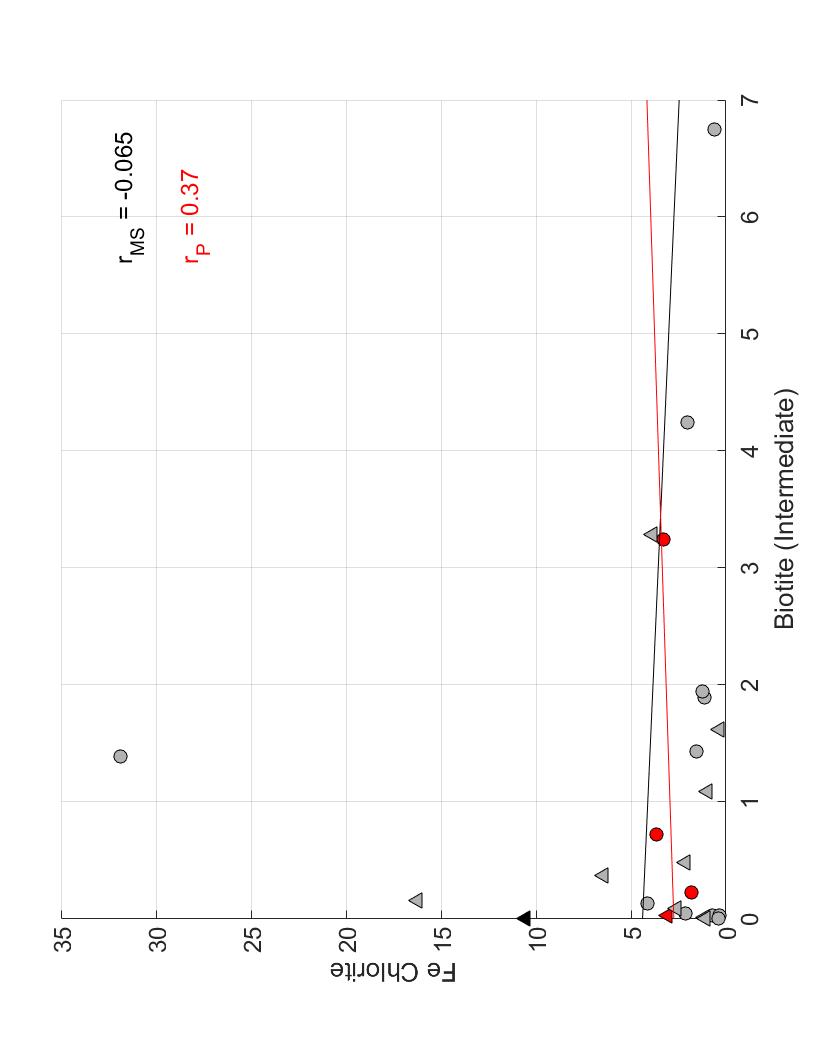 35
30
25
20
15
10
5
0
Fe Chlorite
r_MS = -0.065
r_P = 0.37
0 1 2 3 4 5 6 7
Biotite (Intermediate)